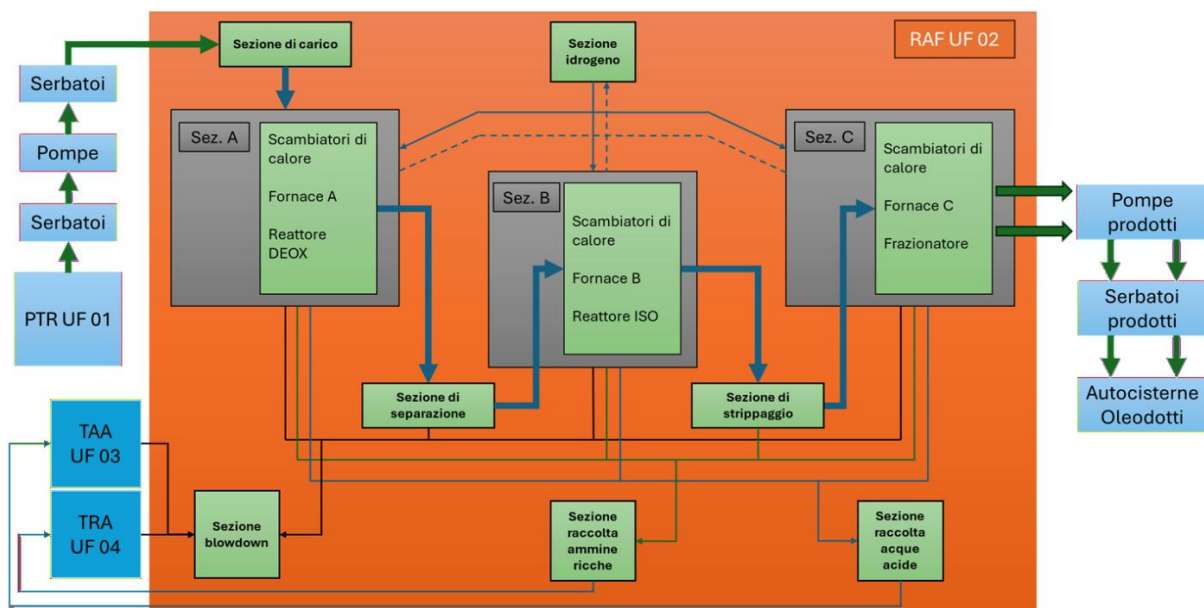 Sezione di carico
Sezione
idrogeno
RAF UF 02
Serbatoi
Pompe
Serbatoi
PTR UF 01
Sez. A
Scambiatori di
calore
Fornace A
Reattore
DEOX
Sez. B
Scambiatori di
calore
Fornace B
Reattore ISO
Sez. C
Scambiatori di
calore
Fornace C
Frazionatore
Pompe
prodotti
Serbatoi
prodotti
Autocisterne
Oleodotti
Sezione di
separazione
Sezione di
strippaggio
TAA
UF 03
TRA
UF 04
Sezione
blowdown
Sezione
raccolta
ammine
ricche
Sezione
raccolta
acque
acide